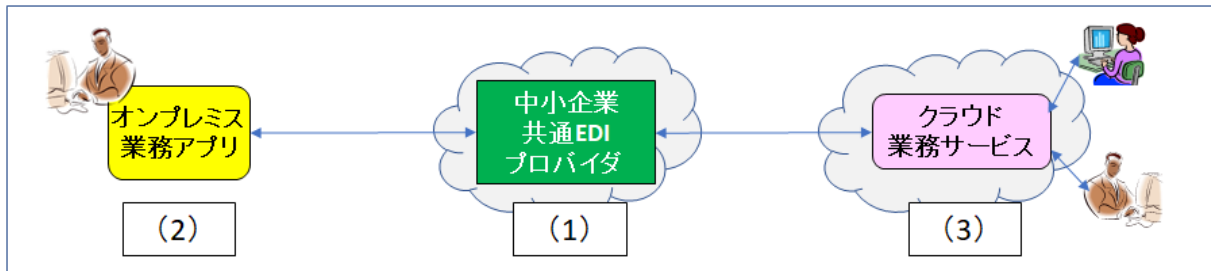 オンプレミス
業務アプリ
中小企業
共通EDI
プロバイダ
クラウド
業務サービス
（2）
（1）
（3）